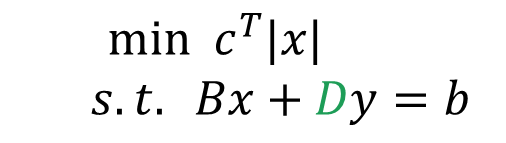 min c^T|x|
s.t. Bx + Dy = b